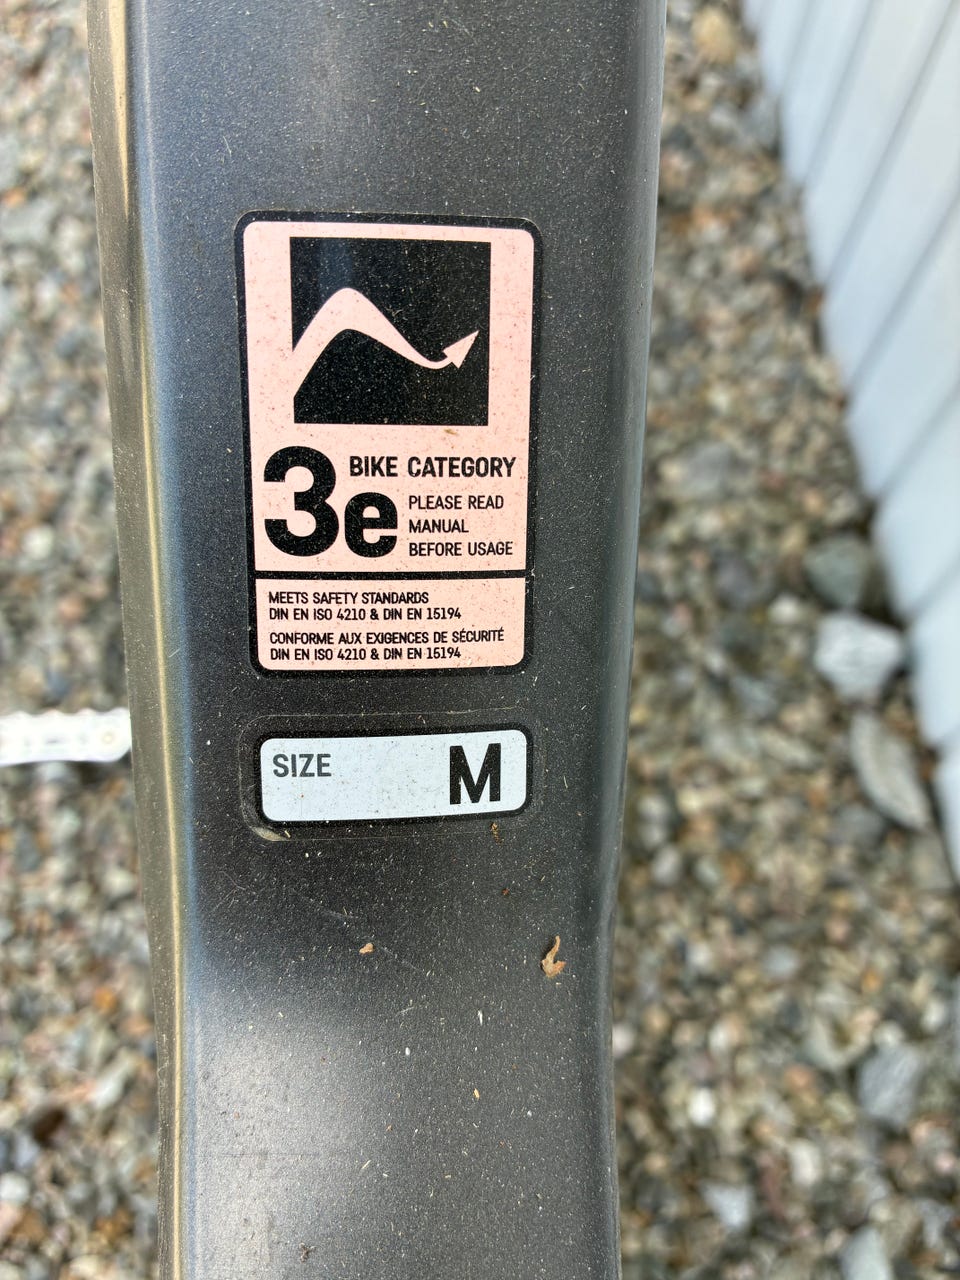 3e BIKE CATEGORY
PLEASE READ
MANUAL
BEFORE USAGE
MEETS SAFETY STANDARDS
DIN EN ISO 4210 & DIN EN 15194
CONFORME AUX EXIGENCES DE SÉCURITÉ
DIN EN ISO 4210 & DIN EN 15194
SIZE M